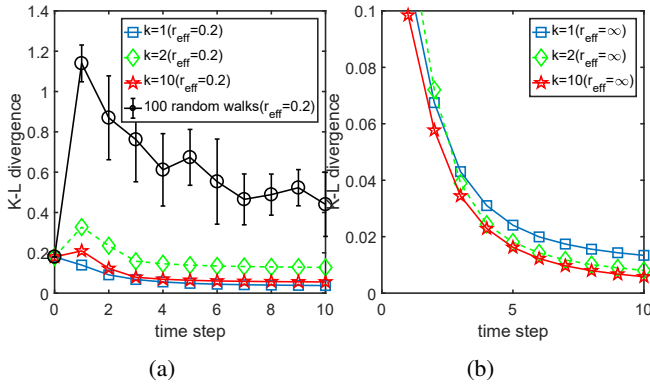 1.4
1.2
1
0.8
0.6
0.4
0.2
0
K-L divergence
0 2 4 6 8 10
time step
k=1(r_eff=0.2)
k=2(r_eff=0.2)
k=10(r_eff=0.2)
100 random walks(r_eff=0.2)
(a)
0.1
0.08
0.06
0.04
0.02
0
K-L divergence
0 5 10
time step
k=1(r_eff=∞)
k=2(r_eff=∞)
k=10(r_eff=∞)
(b)